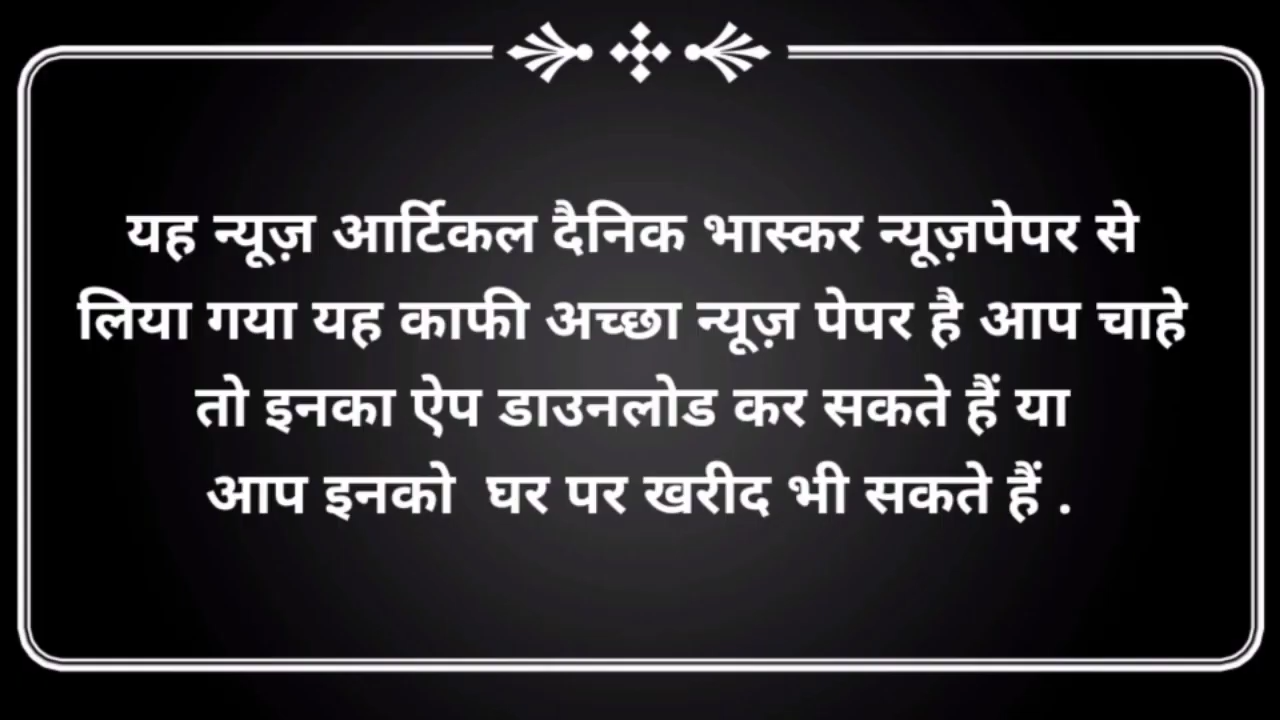 यह न्यूज़ आर्टिकल दैनिक भास्कर न्यूज़पेपर से
लिया गया यह काफी अच्छा न्यूज़ पेपर है आप चाहे
तो इनका ऐप डाउनलोड कर सकते हैं या
आप इनको घर पर खरीद भी सकते हैं .